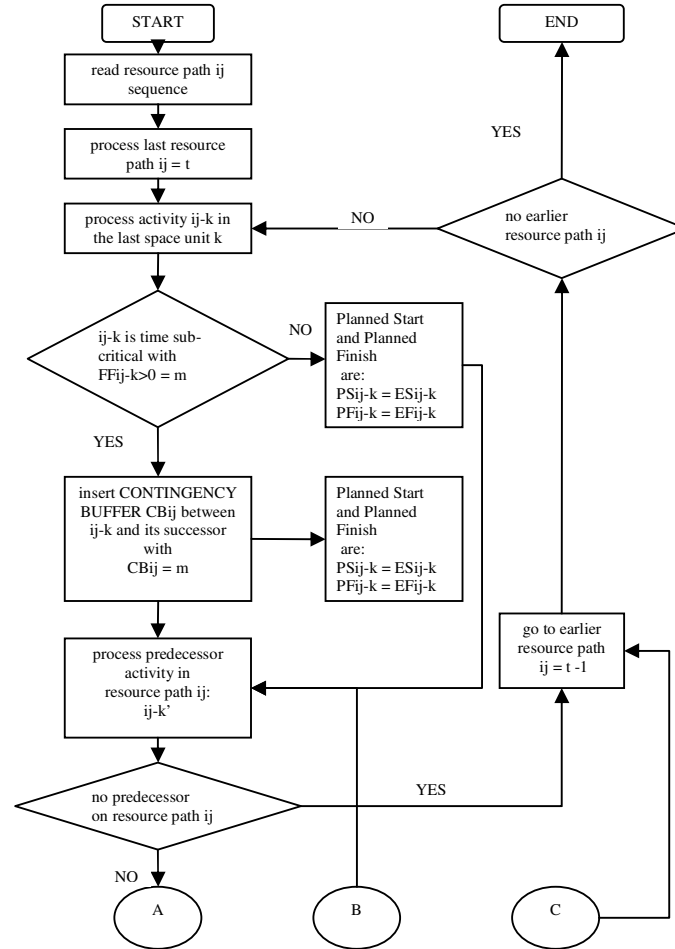 START
END
read resource path ij
sequence
YES
process last resource
path ij = t
process activity ij-k in
the last space unit k
NO
no earlier
resource path ij
ij-k is time sub-
critical with
FFij-k>0 = m
NO
Planned Start
and Planned
Finish
are:
PSij-k = ESij-k
PFij-k = EFij-k
YES
insert CONTINGENCY
BUFFER CBij between
ij-k and its successor
with
CBij = m
Planned Start
and Planned
Finish
are:
PSij-k = ESij-k
PFij-k = EFij-k
go to earlier
resource path
ij = t -1
process predecessor
activity in
resource path ij:
ij-k’
no predecessor
on resource path ij
YES
NO
A
B
C